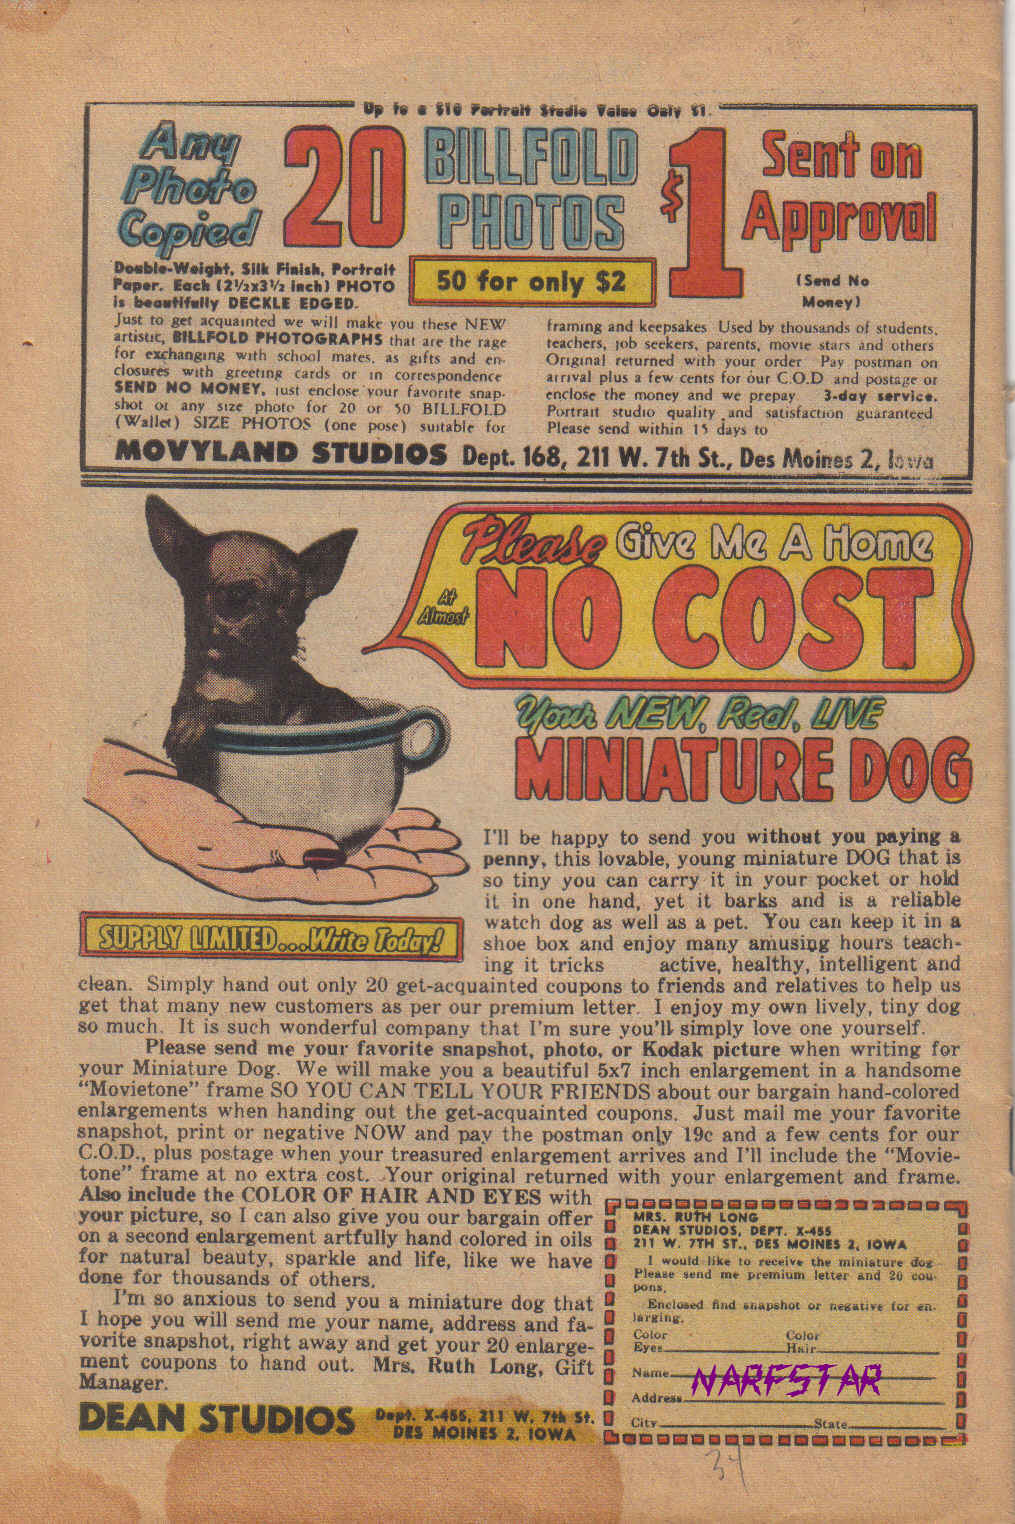 Up to a $10 Portrait Studio Value Only $1.
Any
Photo
Copied
20
BILLFOLD
PHOTOS
$1
Sent on
Approval
50 for only $2
(Send No
Money)
Double-Weight, Silk Finish, Portrait
Paper. Each (2½x3½ inch) PHOTO
is beautifully DECKLE EDGED.
Just to get acquainted we will make you these NEW
artistic, BILLFOLD PHOTOGRAPHS that are the rage
for exchanging with school mates, as gifts and en-
closures with greeting cards or in correspondence
SEND NO MONEY, just enclose your favorite snap-
shot or any size photo for 20 or 50 BILLFOLD
(Wallet) SIZE PHOTOS (one pose) suitable for
framing and keepsakes Used by thousands of students,
teachers, job seekers, parents, movie stars and others
Original returned with your order Pay postman on
arrival plus a few cents for our C.O.D and postage or
enclose the money and we prepay. 3-day service.
Portrait studio quality and satisfaction guaranteed
Please send within 15 days to
MOVYLAND STUDIOS Dept. 168, 211 W. 7th St., Des Moines 2, Iowa
Please Give Me A Home
At
Almost
NO COST
Your NEW, Real, LIVE
MINIATURE DOG
I'll be happy to send you without you paying a
penny, this lovable, young miniature DOG that is
so tiny you can carry it in your pocket or hold
it in one hand, yet it barks and is a reliable
watch dog as well as a pet. You can keep it in a
shoe box and enjoy many amusing hours teach-
ing it tricks active, healthy, intelligent and
SUPPLY LIMITED...Write Today!
clean. Simply hand out only 20 get-acquainted coupons to friends and relatives to help us
get that many new customers as per our premium letter. I enjoy my own lively, tiny dog
so much. It is such wonderful company that I'm sure you'll simply love one yourself.
Please send me your favorite snapshot, photo, or Kodak picture when writing for
your Miniature Dog. We will make you a beautiful 5x7 inch enlargement in a handsome
"Movietone" frame SO YOU CAN TELL YOUR FRIENDS about our bargain hand-colored
enlargements when handing out the get-acquainted coupons. Just mail me your favorite
snapshot, print or negative NOW and pay the postman only 19c and a few cents for our
C.O.D., plus postage when your treasured enlargement arrives and I'll include the "Movie-
tone" frame at no extra cost. Your original returned with your enlargement and frame.
Also include the COLOR OF HAIR AND EYES with
your picture, so I can also give you our bargain offer
on a second enlargement artfully hand colored in oils
for natural beauty, sparkle and life, like we have
done for thousands of others.
I'm so anxious to send you a miniature dog that
I hope you will send me your name, address and fa-
vorite snapshot, right away and get your 20 enlarge-
ment coupons to hand out. Mrs. Ruth Long, Gift
Manager.
DEAN STUDIOS
Dept. X-455, 211 W. 7th St.
DES MOINES 2, IOWA
MRS. RUTH LONG
DEAN STUDIOS, DEPT. X-455
211 W. 7TH ST., DES MOINES 2, IOWA
I would like to receive the miniature dog
Please send me premium letter and 20 cou-
pons.
Enclosed find snapshot or negative for en-
larging.
Color Color
Eyes Hair
Name NARFSTAR
Address
City State
34